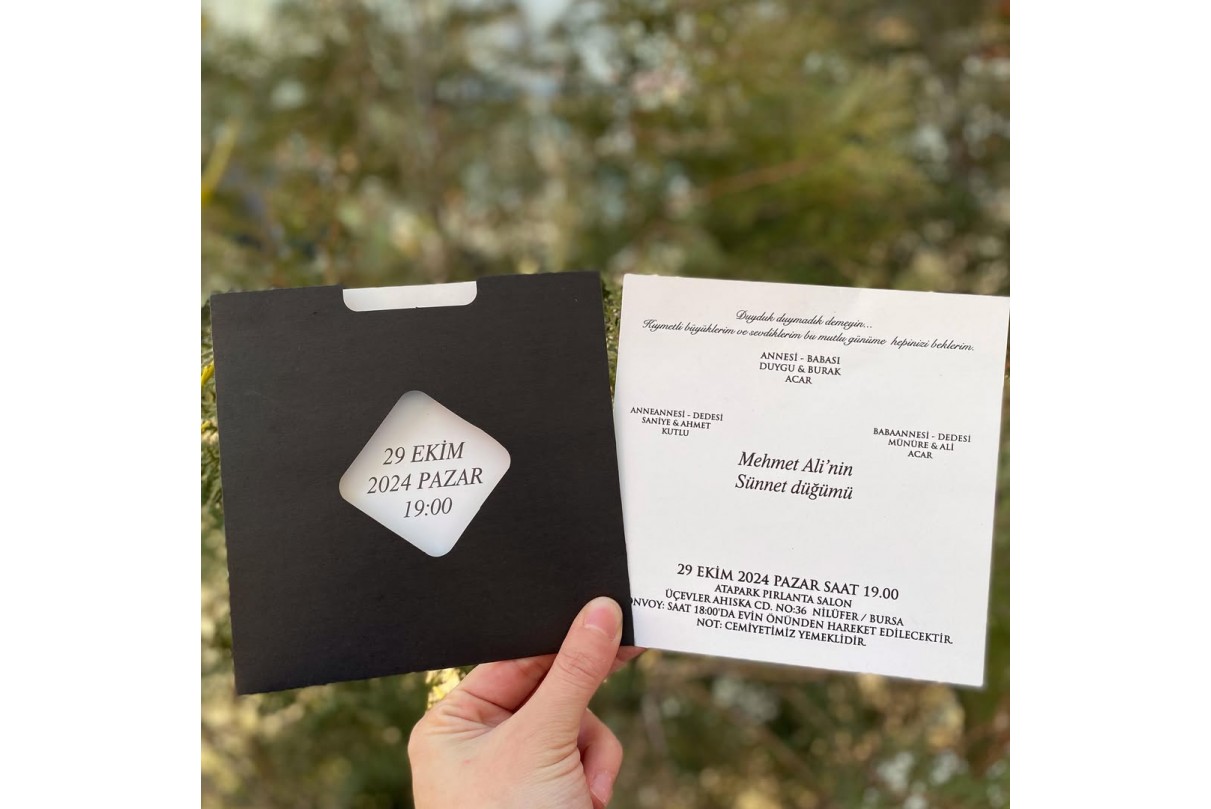 29 EKİM
2024 PAZAR
19:00
Duyduk duymadık demeyin...
Kıymetli büyüklerim ve sevdiklerim bu mutlu günüme hepinizi beklerim.
ANNESİ - BABASI
DUYGU & BURAK
ACAR
ANNEANNESİ - DEDESİ
SANİYE & AHMET
KUTLU
BABAANNESİ - DEDESİ
MÜNÜRE & ALİ
ACAR
Mehmet Ali'nin
Sünnet düğümü
29 EKİM 2024 PAZAR SAAT 19.00
ATAPARK PIRLANTA SALON
ÜÇEVLER AHISKA CD. NO:36 NİLÜFER / BURSA
ONVOY: SAAT 18:00'DA EVİN ÖNÜNDEN HAREKET EDİLECEKTİR
NOT: CEMİYETİMİZ YEMEKLİDİR